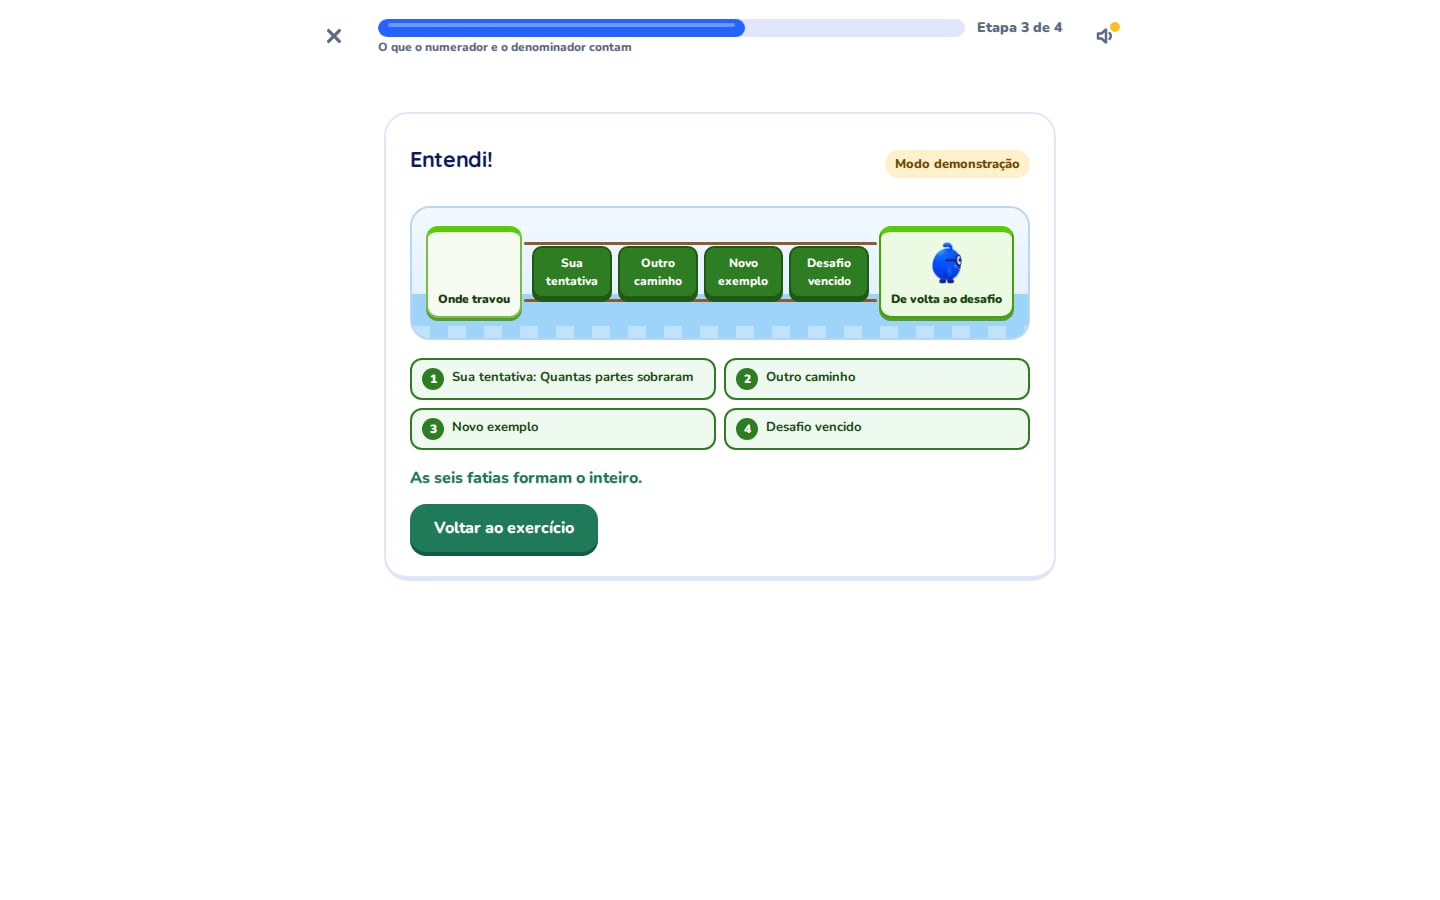 Etapa 3 de 4
O que o numerador e o denominador contam
Entendi!
Modo demonstração
Onde travou
Sua
tentativa
Outro
caminho
Novo
exemplo
Desafio
vencido
De volta ao desafio
1 Sua tentativa: Quantas partes sobraram
2 Outro caminho
3 Novo exemplo
4 Desafio vencido
As seis fatias formam o inteiro.
Voltar ao exercício